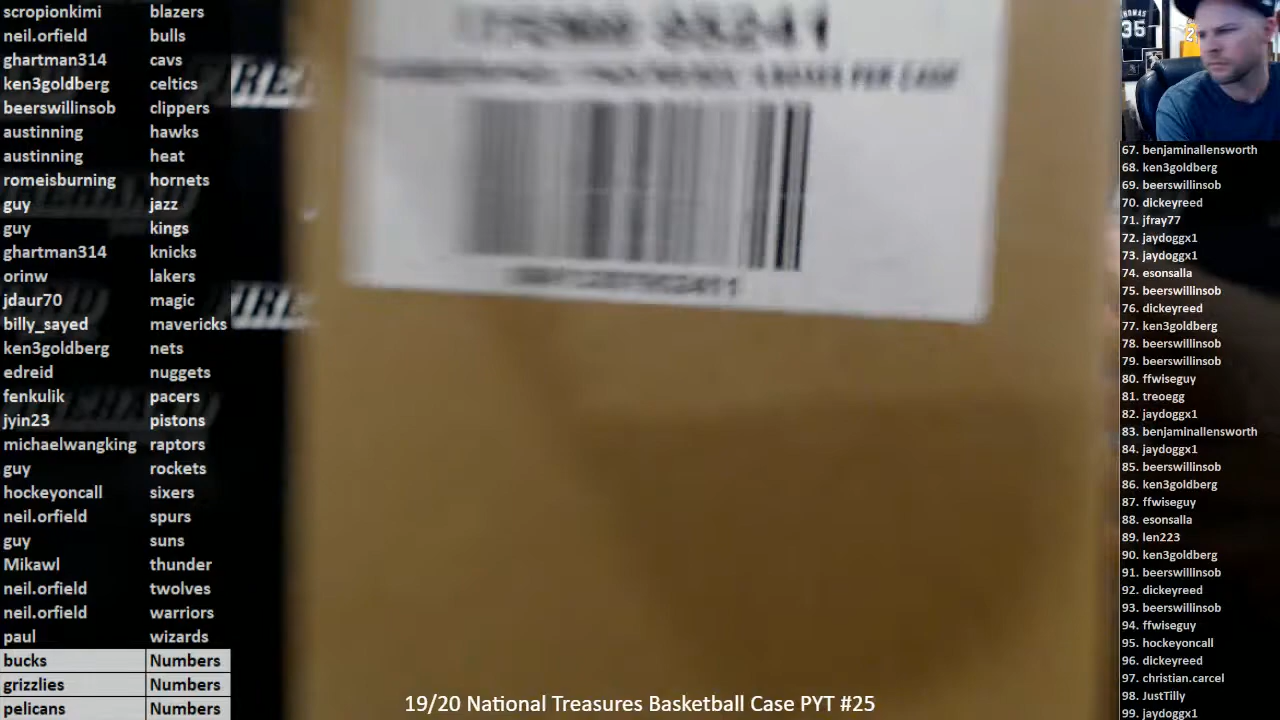 scropionkimi blazers
neil.orfield bulls
ghartman314 cavs
ken3goldberg celtics
beerswillinsob clippers
austinning hawks
austinning heat
romeisburning hornets
guy jazz
guy kings
ghartman314 knicks
orinw lakers
jdaur70 magic
billy_sayed mavericks
ken3goldberg nets
edreid nuggets
fenkulik pacers
jyin23 pistons
michaelwangking raptors
guy rockets
hockeyoncall sixers
neil.orfield spurs
guy suns
Mikawl thunder
neil.orfield twolves
neil.orfield warriors
paul wizards
bucks Numbers
grizzlies Numbers
pelicans Numbers
PER CASE
19/20 National Treasures Basketball Case PYT #25
35
67. benjaminallensworth
68. ken3goldberg
69. beerswillinsob
70. dickeyreed
71. jfray77
72. jaydoggx1
73. jaydoggx1
74. esonsalla
75. beerswillinsob
76. dickeyreed
77. ken3goldberg
78. beerswillinsob
79. beerswillinsob
80. ffwiseguy
81. treoegg
82. jaydoggx1
83. benjaminallensworth
84. jaydoggx1
85. beerswillinsob
86. ken3goldberg
87. ffwiseguy
88. esonsalla
89. len223
90. ken3goldberg
91. beerswillinsob
92. dickeyreed
93. beerswillinsob
94. ffwiseguy
95. hockeyoncall
96. dickeyreed
97. christian.carcel
98. JustTilly
99. jaydoggx1